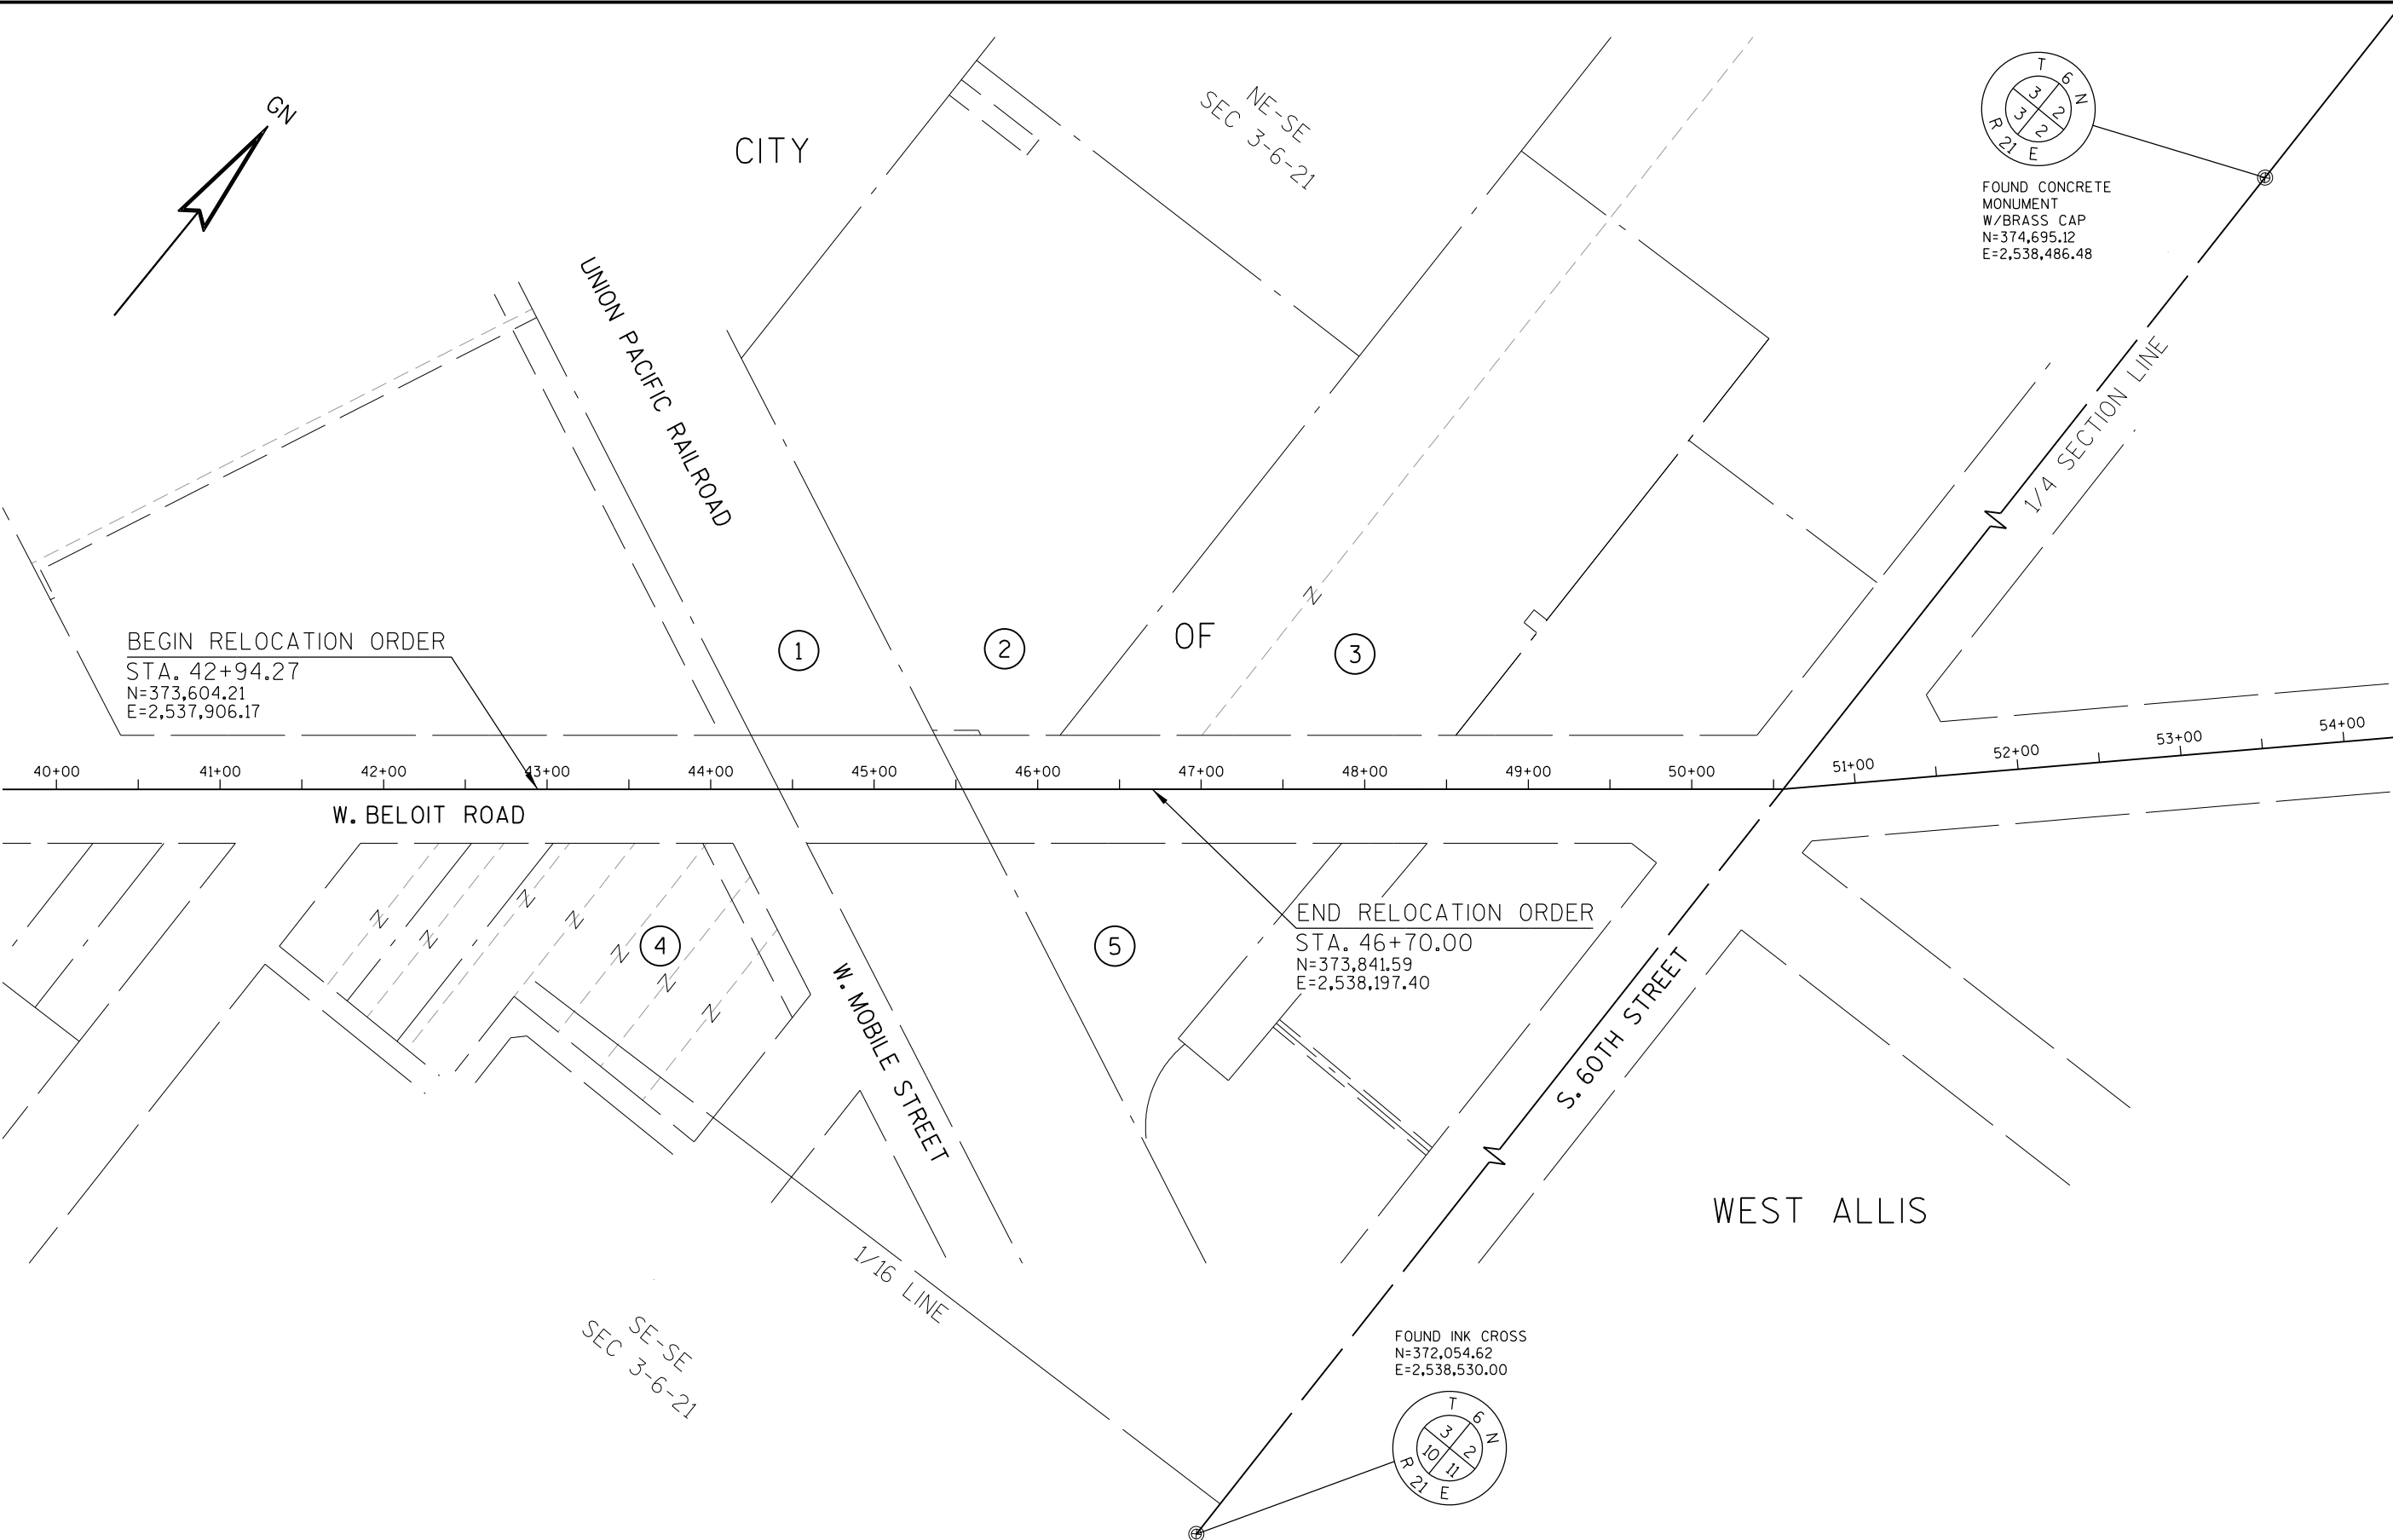 GN
CITY
NE-SE
SEC 3-6-21
T 6 N
R 21 E
3
2
3
2
FOUND CONCRETE
MONUMENT
W/BRASS CAP
N=374,695.12
E=2,538,486.48
UNION PACIFIC RAILROAD
1/4 SECTION LINE
BEGIN RELOCATION ORDER
STA. 42+94.27
N=373,604.21
E=2,537,906.17
1
2
OF
3
Z
40+00
41+00
42+00
43+00
44+00
45+00
46+00
47+00
48+00
49+00
50+00
51+00
52+00
53+00
54+00
W. BELOIT ROAD
Z
Z
Z
Z
Z
Z
Z
4
5
END RELOCATION ORDER
STA. 46+70.00
N=373,841.59
E=2,538,197.40
W. MOBILE STREET
S. 60TH STREET
WEST ALLIS
1/16 LINE
SE-SE
SEC 3-6-21
FOUND INK CROSS
N=372,054.62
E=2,538,530.00
T 6 N
R 21 E
3
2
10
11